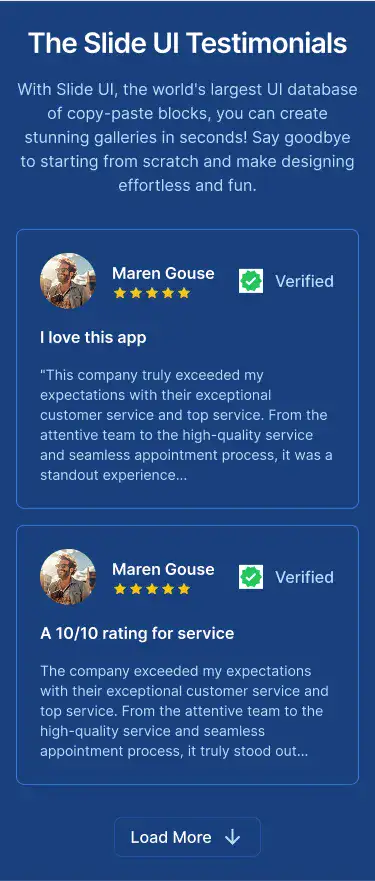 The Slide UI Testimonials
With Slide UI, the world's largest UI database
of copy-paste blocks, you can create
stunning galleries in seconds! Say goodbye
to starting from scratch and make designing
effortless and fun.
Maren Gouse
Verified
I love this app
"This company truly exceeded my
expectations with their exceptional
customer service and top service. From the
attentive team to the high-quality service
and seamless appointment process, it was a
standout experience...
Maren Gouse
Verified
A 10/10 rating for service
The company exceeded my expectations
with their exceptional customer service and
top service. From the attentive team to the
high-quality service and seamless
appointment process, it truly stood out...
Load More